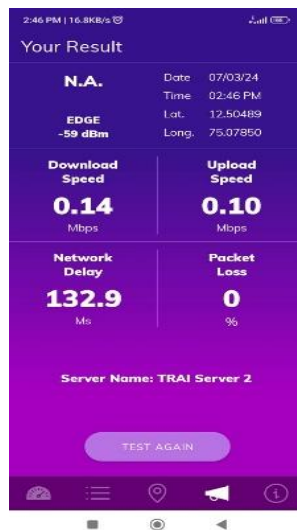 2:46 PM | 16.8KB/s
Your Result
N.A.
EDGE
-59 dBm
Date 07/03/24
Time 02:46 PM
Lat. 12.50489
Long. 75.07850
Download
Speed
0.14
Mbps
Upload
Speed
0.10
Mbps
Network
Delay
132.9
Ms
Packet
Loss
0
%
Server Name: TRAI Server 2
TEST AGAIN